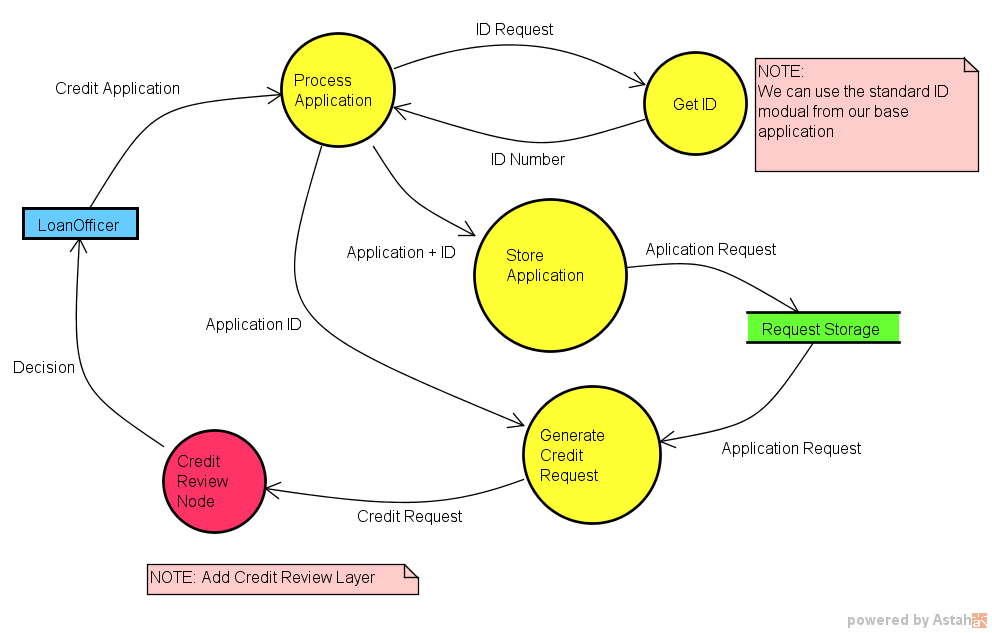 ID Request
Process
Application
NOTE:
We can use the standard ID
modual from our base
application
Credit Application
Get ID
ID Number
LoanOfficer
Application + ID
Store
Application
Aplication Request
Application ID
Request Storage
Decision
Generate
Credit
Request
Application Request
Credit
Review
Node
Credit Request
NOTE: Add Credit Review Layer
powered by Astah